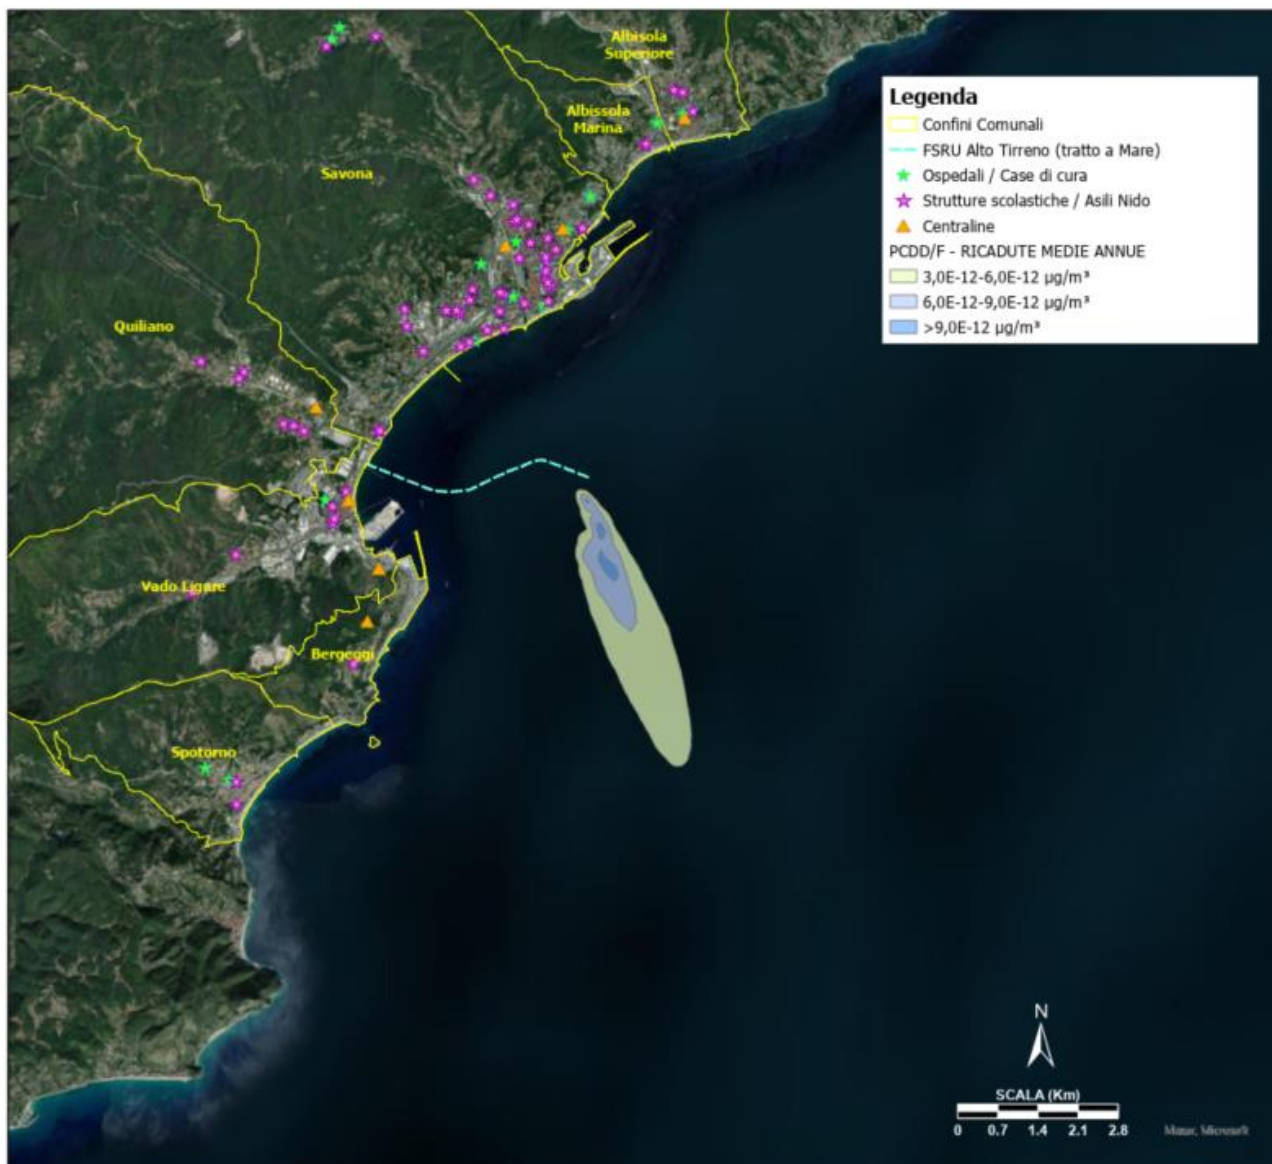 Albisola
Superiore
Albissola
Marina
Savona
Quiliano
Vado Ligure
Bergeggi
Spotorno
Legenda
Confini Comunali
FSRU Alto Tirreno (tratto a Mare)
Ospedali / Case di cura
Strutture scolastiche / Asili Nido
Centraline
PCDD/F - RICADUTE MEDIE ANNUE
3,0E-12-6,0E-12 µg/m³
6,0E-12-9,0E-12 µg/m³
>9,0E-12 µg/m³
N
SCALA (Km)
0 0.7 1.4 2.1 2.8
Maxar, Microsoft